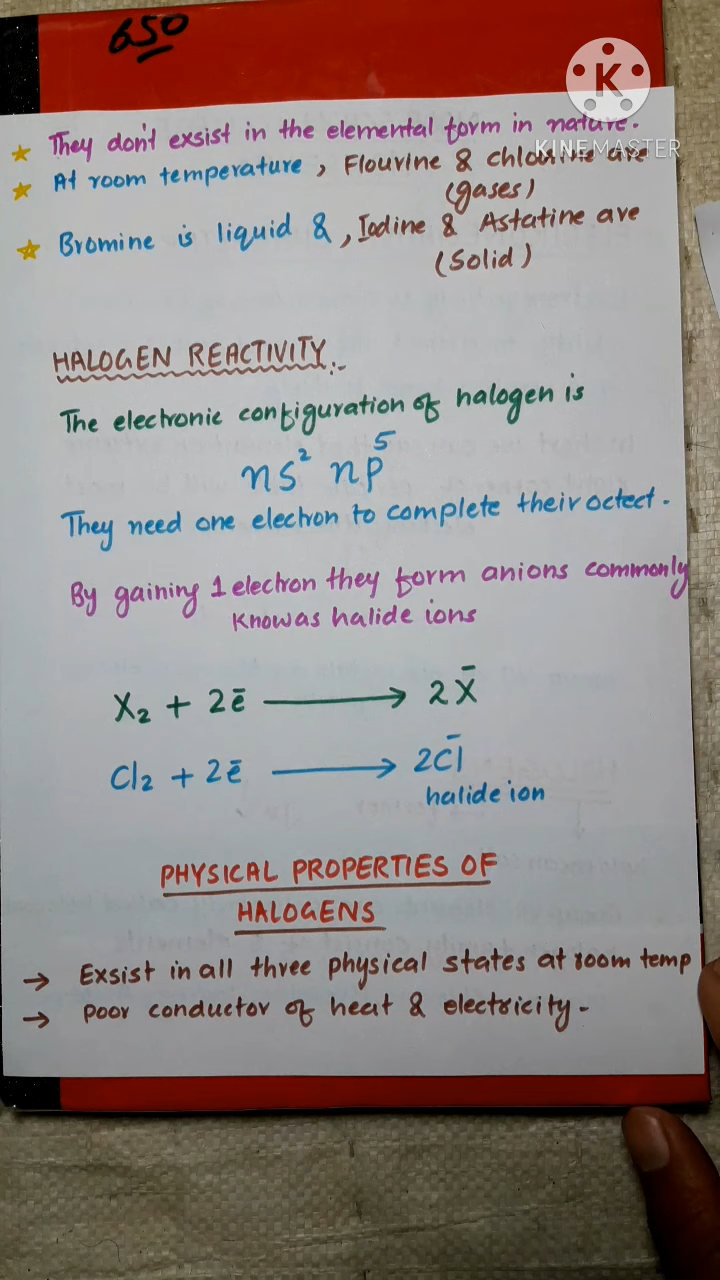 650
K
KINEMASTER
They don't exsist in the elemental form in nature.
At room temperature, Flourine & chlorine are
(gases)
Bromine is liquid &, Iodine & Astatine are
(Solid)
HALOGEN REACTIVITY:-
The electronic configuration of halogen is
ns² np⁵
They need one electron to complete their octect.
By gaining 1 electron they form anions commonly
Knowas halide ions
X₂ + 2ē ⟶ 2X̄
Cl₂ + 2ē ⟶ 2C̄l
halide ion
PHYSICAL PROPERTIES OF
HALOGENS
→ Exsist in all three physical states at room temp
→ Poor conductor of heat & electricity.